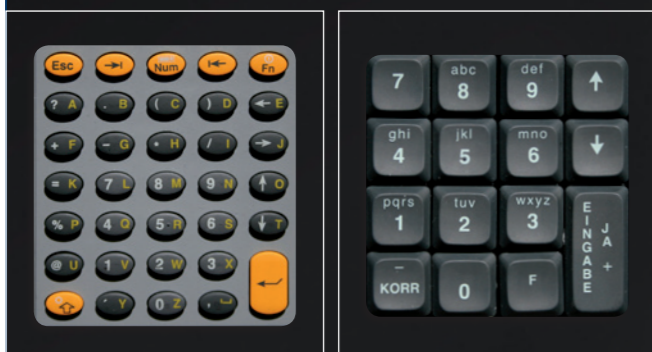 Esc →| Num |← Fn
? A . B ( C ) D ← E
+ F − G • H / I → J
= K 7 L 8 M 9 N ↑ O
% P 4 Q 5 R 6 S ↓ T
@ U 1 V 2 W 3 X
' Y 0 Z ,
7 abc 8 def 9 ↑
ghi 4 jkl 5 mno 6 ↓
pqrs 1 tuv 2 wxyz 3 EINGABE JA +
− KORR 0 F